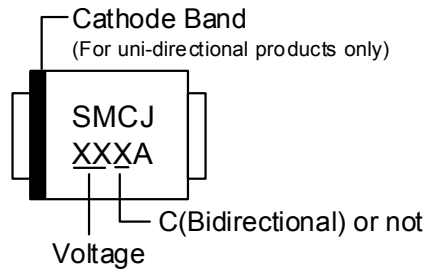 Cathode Band
(For uni-directional products only)
SMCJ
XXXA
C(Bidirectional) or not
Voltage